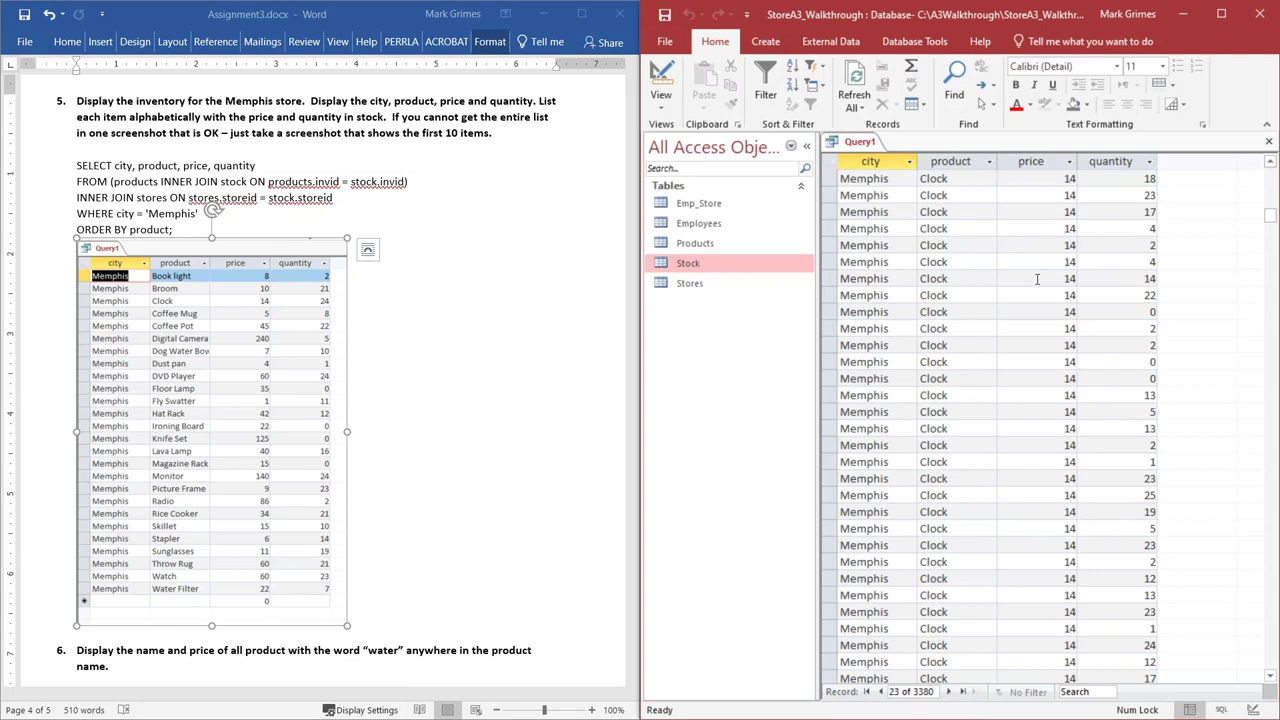 Assignment3.docx - Word
Mark Grimes
File Home Insert Design Layout Reference Mailings Review View Help PERRLA ACROBAT Format Tell me Share
1 2 3 4 5 6 7
5. Display the inventory for the Memphis store. Display the city, product, price and quantity. List
each item alphabetically with the price and quantity in stock. If you cannot get the entire list
in one screenshot that is OK – just take a screenshot that shows the first 10 items.
SELECT city, product, price, quantity
FROM (products INNER JOIN stock ON products.invid = stock.invid)
INNER JOIN stores ON stores.storeid = stock.storeid
WHERE city = 'Memphis'
ORDER BY product;
Query1
city product price quantity
Memphis Book light 8 2
Memphis Broom 10 21
Memphis Clock 14 24
Memphis Coffee Mug 5 8
Memphis Coffee Pot 45 22
Memphis Digital Camera 240 5
Memphis Dog Water Bow 7 10
Memphis Dust pan 4 1
Memphis DVD Player 60 24
Memphis Floor Lamp 35 0
Memphis Fly Swatter 1 11
Memphis Hat Rack 42 12
Memphis Ironing Board 22 0
Memphis Knife Set 125 0
Memphis Lava Lamp 40 16
Memphis Magazine Rack 15 0
Memphis Monitor 140 24
Memphis Picture Frame 9 23
Memphis Radio 86 2
Memphis Rice Cooker 34 21
Memphis Skillet 15 10
Memphis Stapler 6 14
Memphis Sunglasses 11 19
Memphis Throw Rug 60 21
Memphis Watch 60 23
Memphis Water Filter 22 7
0
6. Display the name and price of all product with the word “water” anywhere in the product
name.
Page 4 of 5 510 words Display Settings 100%
StoreA3_Walkthrough : Database- C:\A3Walkthrough\StoreA3_Walkthr...
Mark Grimes
File Home Create External Data Database Tools Help Tell me what you want to do
View Paste Filter Refresh All Find Calibri (Detail) 11
B I U
Views Clipboard Sort & Filter Records Find Text Formatting
All Access Obje...
Search...
Tables
Emp_Store
Employees
Products
Stock
Stores
Query1
city product price quantity
Memphis Clock 14 18
Memphis Clock 14 23
Memphis Clock 14 17
Memphis Clock 14 4
Memphis Clock 14 2
Memphis Clock 14 4
Memphis Clock 14 14
Memphis Clock 14 22
Memphis Clock 14 0
Memphis Clock 14 2
Memphis Clock 14 2
Memphis Clock 14 0
Memphis Clock 14 0
Memphis Clock 14 13
Memphis Clock 14 5
Memphis Clock 14 13
Memphis Clock 14 2
Memphis Clock 14 1
Memphis Clock 14 23
Memphis Clock 14 25
Memphis Clock 14 19
Memphis Clock 14 5
Memphis Clock 14 23
Memphis Clock 14 2
Memphis Clock 14 12
Memphis Clock 14 13
Memphis Clock 14 23
Memphis Clock 14 1
Memphis Clock 14 24
Memphis Clock 14 12
Memphis Clock 14 17
Record: 23 of 3380 No Filter Search
Ready Num Lock SQL